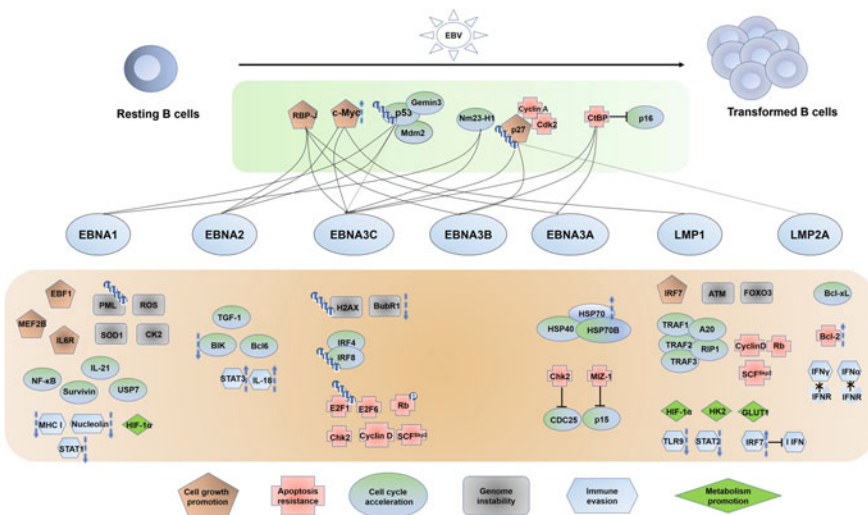 EBV
Resting B cells
Transformed B cells
RBP-J
c-Myc
p53
Gemin3
Mdm2
Nm23-H1
Cyclin A
p27
Cdk2
CtBP
p16
EBNA1
EBNA2
EBNA3C
EBNA3B
EBNA3A
LMP1
LMP2A
EBF1
MEF2B
IL6R
PML
ROS
SOD1
CK2
IL-21
NF-κB
Survivin
USP7
MHC I
Nucleolin
HIF-1α
STAT1
TGF-1
BIK
Bcl6
STAT3
IL-18
H2AX
BubR1
IRF4
IRF8
E2F1
E2F6
Rb
P
Chk2
Cyclin D
SCFSkp2
HSP70
HSP40
HSP70B
Chk2
MIZ-1
CDC25
p15
IRF7
ATM
FOXO3
TRAF1
A20
TRAF2
RIP1
TRAF3
CyclinD
Rb
SCFSkp2
HIF-1α
HK2
GLUT1
TLR9
STAT2
IRF7
I IFN
Bcl-xL
Bcl-2
IFNγ
IFNα
IFNR
IFNR
Cell growth
promotion
Apoptosis
resistance
Cell cycle
acceleration
Genome
instability
Immune
evasion
Metabolism
promotion